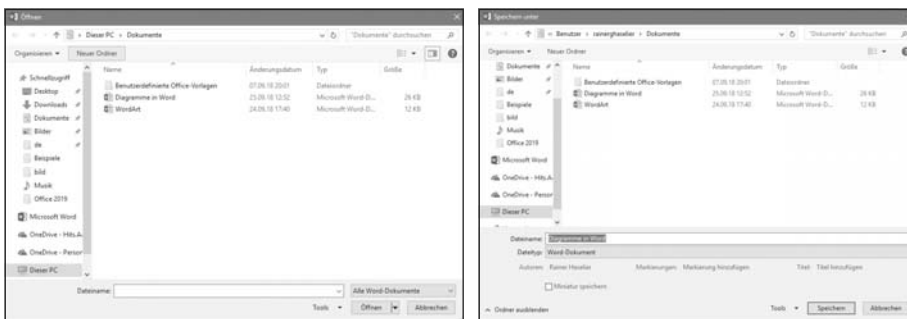 Öffnen
Dieser PC › Dokumente
"Dokumente" durchsuchen
Organisieren
Neuer Ordner
Name
Änderungsdatum
Typ
Größe
Schnellzugriff
Desktop
Downloads
Dokumente
Bilder
de
Beispiele
bild
Musik
Office 2019
Microsoft Word
OneDrive - Hits.A
OneDrive - Person
Dieser PC
Benutzerdefinierte Office-Vorlagen 07.06.18 20:01 Dateiordner
Diagramme in Word 25.09.18 12:52 Microsoft Word-D... 26 KB
WordArt 24.09.18 17:40 Microsoft Word-D... 12 KB
Dateiname:
Alle Word-Dokumente
Tools
Öffnen
Abbrechen
Speichern unter
« Benutzer › rainerghaselier › Dokumente
"Dokumente" durchsuchen
Organisieren
Neuer Ordner
Name
Änderungsdatum
Typ
Größe
Dokumente
Bilder
de
Beispiele
bild
Musik
Office 2019
Microsoft Word
OneDrive - Hits.A
OneDrive - Person
Dieser PC
Benutzerdefinierte Office-Vorlagen 07.06.18 20:01 Dateiordner
Diagramme in Word 25.09.18 12:52 Microsoft Word-D... 26 KB
WordArt 24.09.18 17:40 Microsoft Word-D... 12 KB
Dateiname: Diagramme in Word
Dateityp: Word-Dokument
Autoren: Rainer Haselier
Markierungen: Markierung hinzufügen
Titel: Titel hinzufügen
Miniatur speichern
Ordner ausblenden
Tools
Speichern
Abbrechen